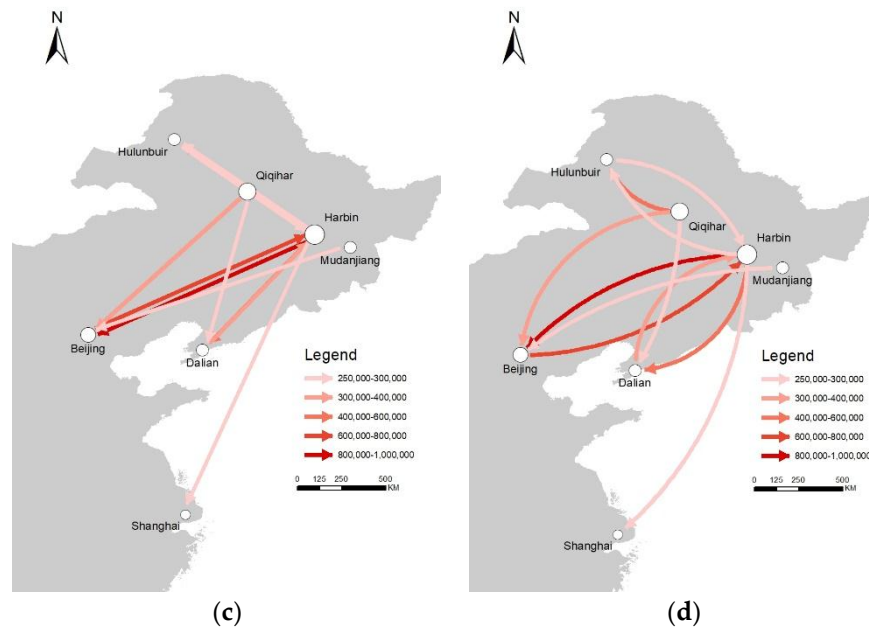 N
Hulunbuir
Qiqihar
Harbin
Mudanjiang
Beijing
Dalian
Legend
250,000-300,000
300,000-400,000
400,000-600,000
600,000-800,000
800,000-1,000,000
0 125 250 500
KM
Shanghai
(c)
N
Hulunbuir
Qiqihar
Harbin
Mudanjiang
Beijing
Dalian
Legend
250,000-300,000
300,000-400,000
400,000-600,000
600,000-800,000
800,000-1,000,000
0 125 250 500
KM
Shanghai
(d)